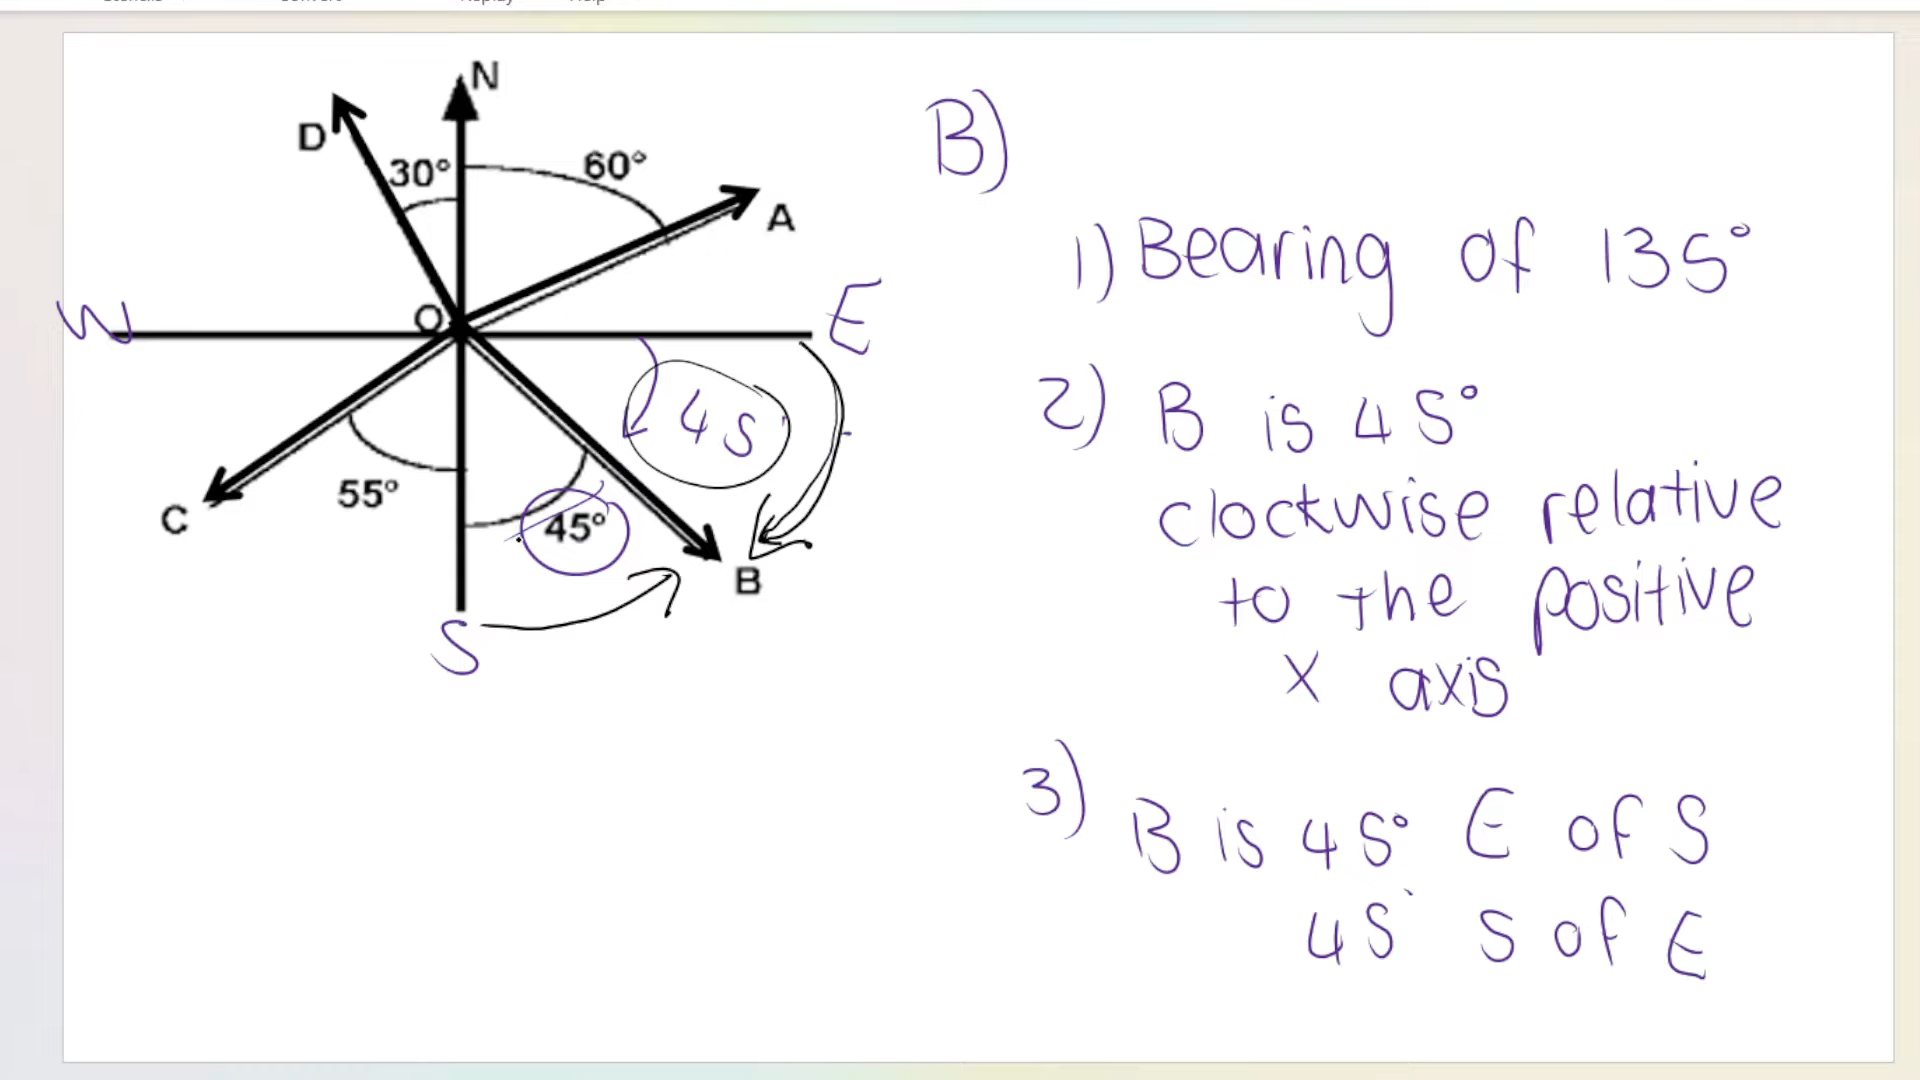 N
D
30°
60°
A
W
O
E
45
55°
45°
C
B
S
B)
1) Bearing of 135°
2) B is 45°
clockwise relative
to the positive
x axis
3) B is 45° E of S
45° S of E